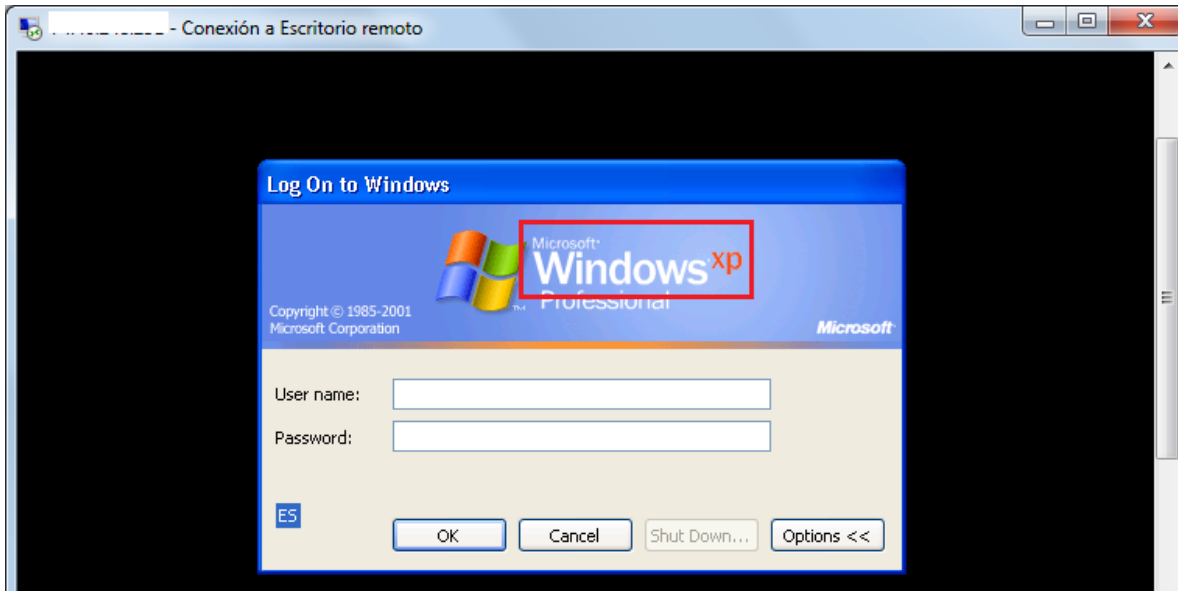 - Conexión a Escritorio remoto
Log On to Windows
Microsoft
Windows xp
Professional
Copyright © 1985-2001
Microsoft Corporation
Microsoft
User name:
Password:
ES
OK Cancel Shut Down... Options <<